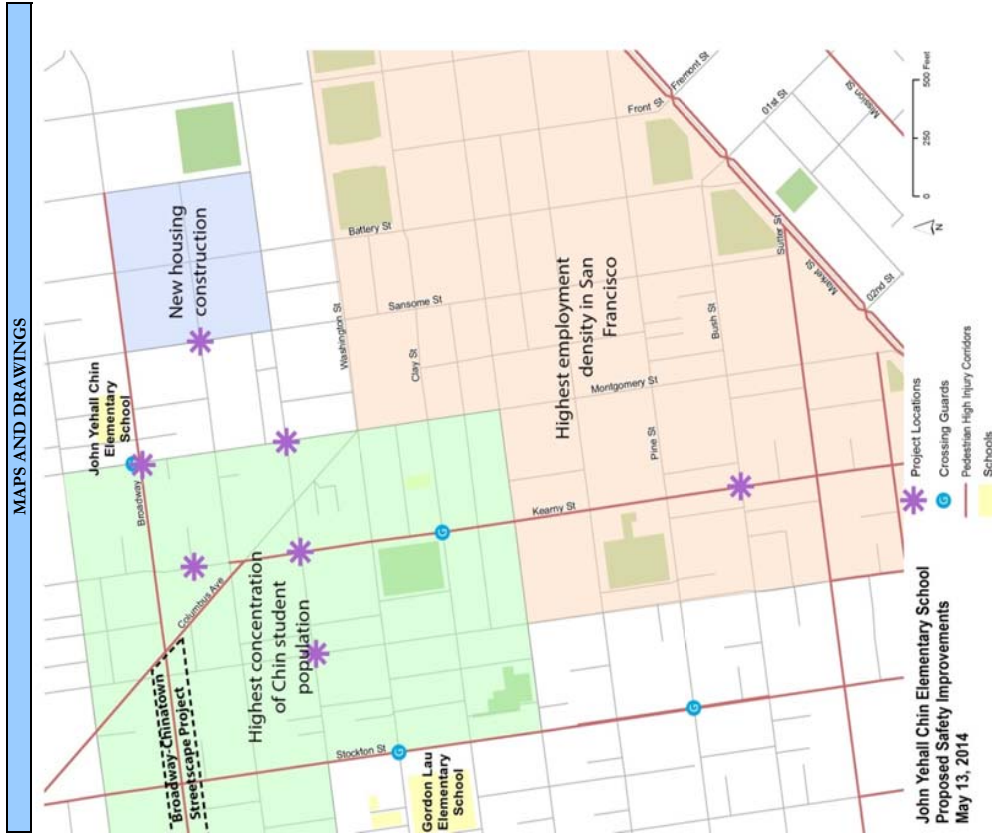 MAPS AND DRAWINGS
John Yehall Chin
Elementary
School
New housing
construction
Broadway
Columbus Ave
Broadway-Chinatown
Streetscape Project
Highest concentration
of Chin student
population
Washington St
Battery St
Sansome St
Clay St
Front St
Fremont St
01st St
Mission St
Highest employment
density in San
Francisco
Montgomery St
Bush St
Sutter St
Market St
02nd St
Pine St
Kearny St
Stockton St
G
G
G
Gordon Lau
Elementary
School
John Yehall Chin Elementary School
Proposed Safety Improvements
May 13, 2014
Project Locations
G Crossing Guards
Pedestrian High Injury Corridors
Schools
N
0 250 500 Feet